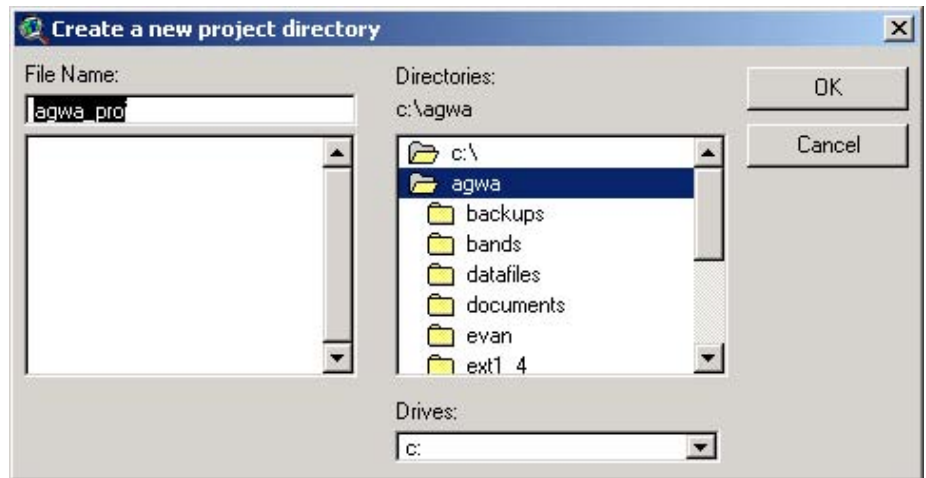 Create a new project directory
File Name:
agwa_proj
Directories:
c:\agwa
OK
Cancel
c:\
agwa
backups
bands
datafiles
documents
evan
ext1_4
Drives:
c: